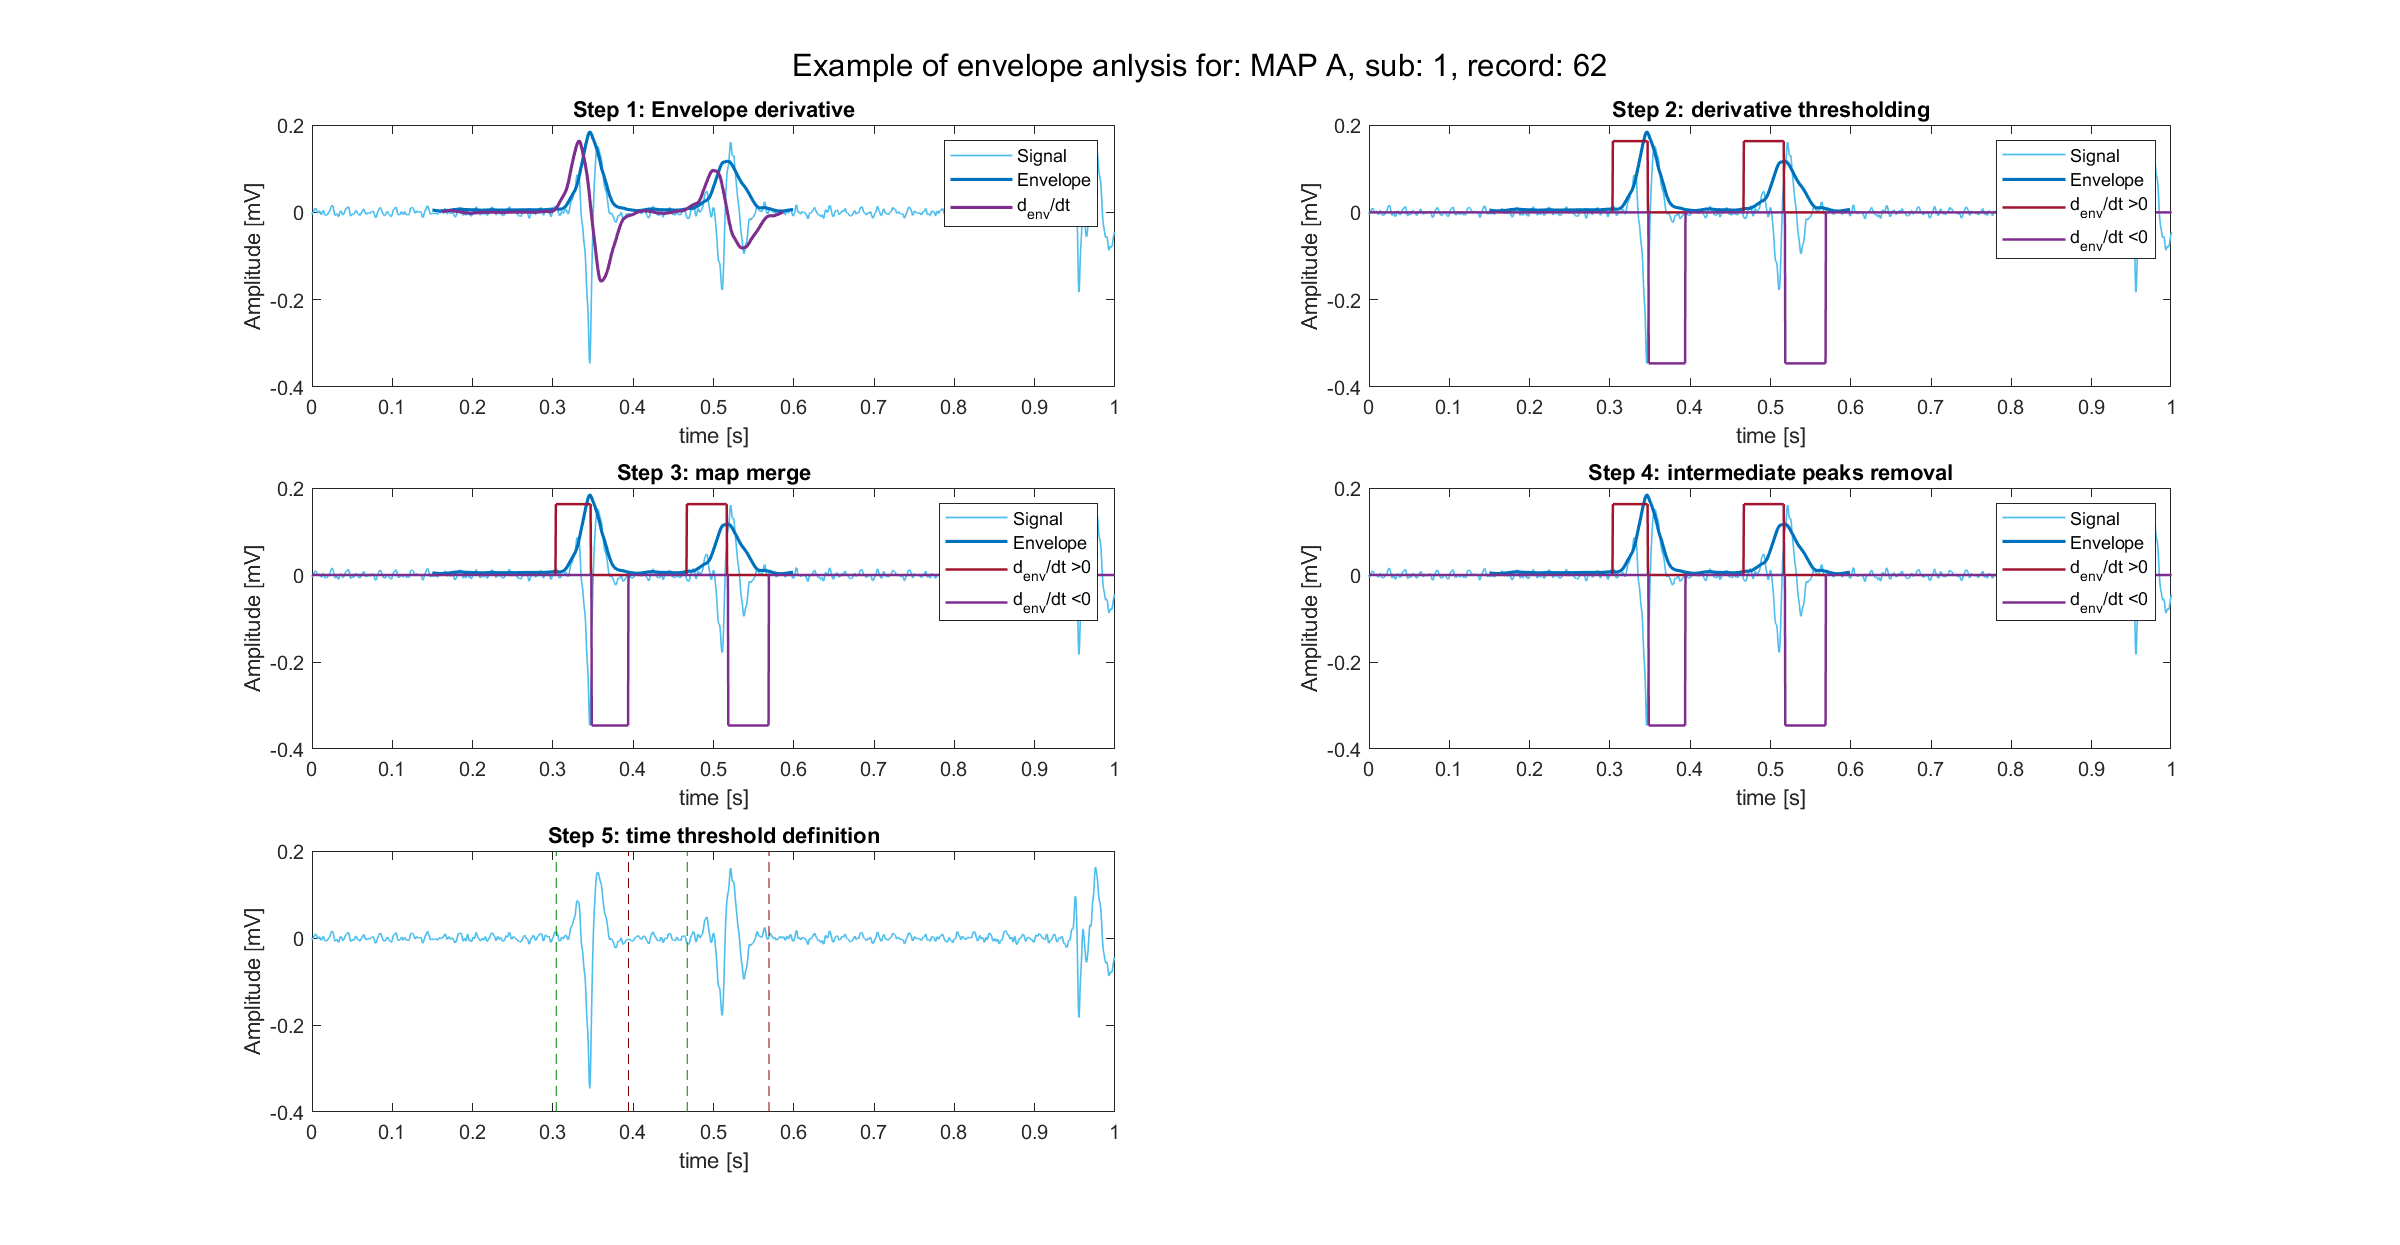 Example of envelope anlysis for: MAP A, sub: 1, record: 62
Step 1: Envelope derivative
0.2
0
-0.2
-0.4
Amplitude [mV]
0 0.1 0.2 0.3 0.4 0.5 0.6 0.7 0.8 0.9 1
time [s]
Signal
Envelope
d_env/dt
Step 2: derivative thresholding
0.2
0
-0.2
-0.4
Amplitude [mV]
0 0.1 0.2 0.3 0.4 0.5 0.6 0.7 0.8 0.9 1
time [s]
Signal
Envelope
d_env/dt >0
d_env/dt <0
Step 3: map merge
0.2
0
-0.2
-0.4
Amplitude [mV]
0 0.1 0.2 0.3 0.4 0.5 0.6 0.7 0.8 0.9 1
time [s]
Signal
Envelope
d_env/dt >0
d_env/dt <0
Step 4: intermediate peaks removal
0.2
0
-0.2
-0.4
Amplitude [mV]
0 0.1 0.2 0.3 0.4 0.5 0.6 0.7 0.8 0.9 1
time [s]
Signal
Envelope
d_env/dt >0
d_env/dt <0
Step 5: time threshold definition
0.2
0
-0.2
-0.4
Amplitude [mV]
0 0.1 0.2 0.3 0.4 0.5 0.6 0.7 0.8 0.9 1
time [s]